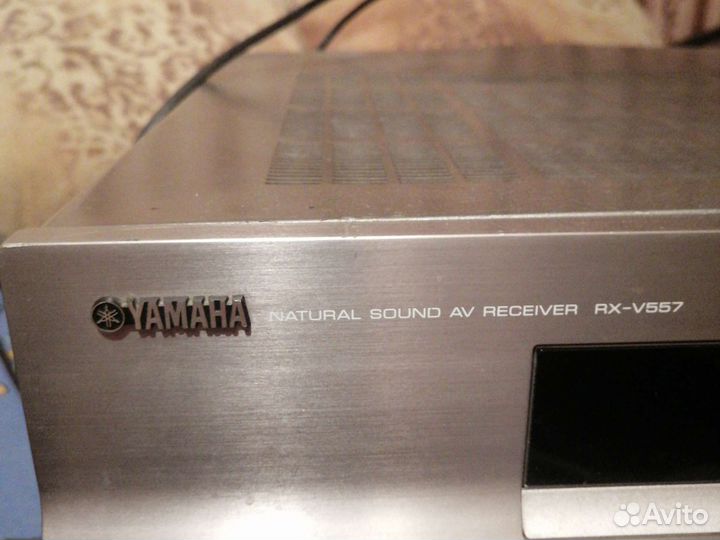 YAMAHA NATURAL SOUND AV RECEIVER RX-V557
Avito